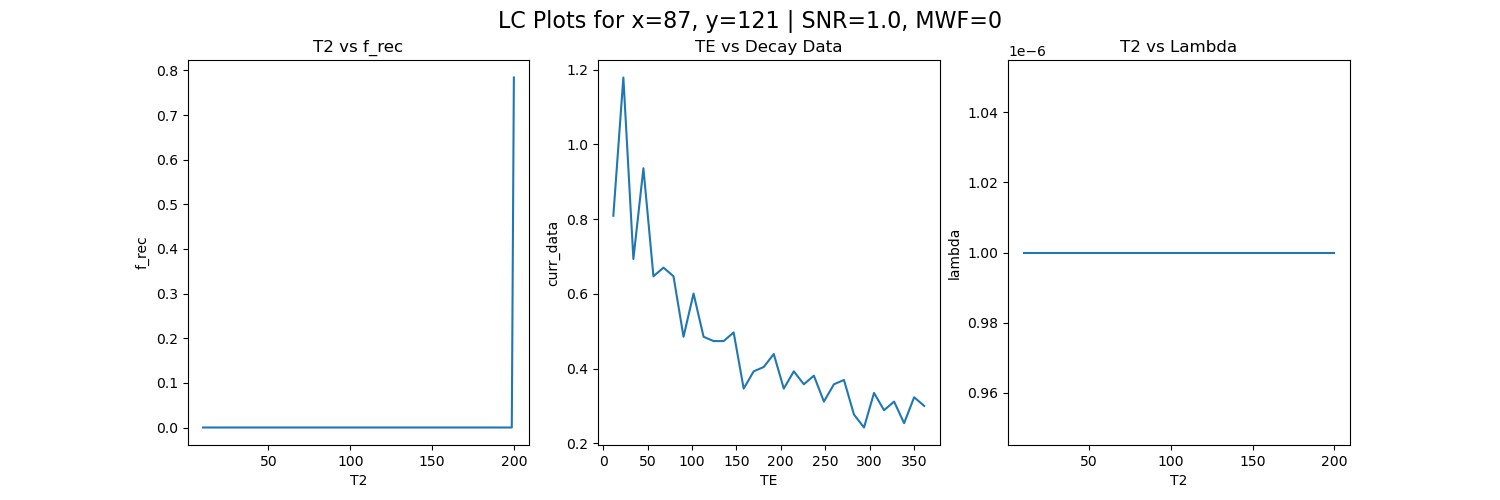 LC Plots for x=87, y=121 | SNR=1.0, MWF=0
T2 vs f_rec
f_rec
0.8
0.7
0.6
0.5
0.4
0.3
0.2
0.1
0.0
50 100 150 200
T2
TE vs Decay Data
curr_data
1.2
1.0
0.8
0.6
0.4
0.2
0 50 100 150 200 250 300 350
TE
T2 vs Lambda
1e−6
lambda
1.04
1.02
1.00
0.98
0.96
50 100 150 200
T2